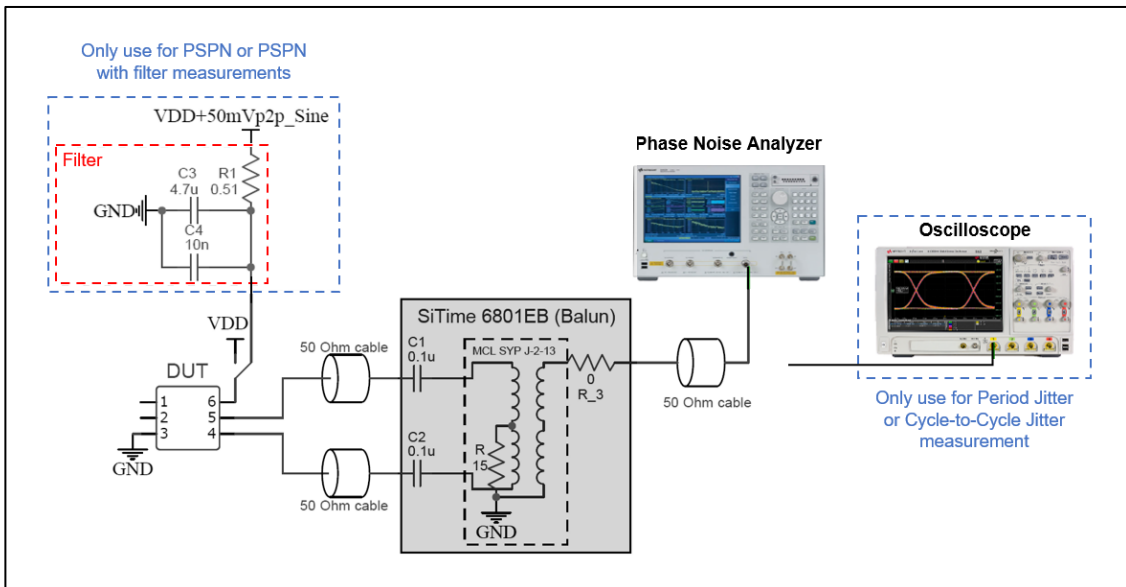 Only use for PSPN or PSPN
with filter measurements
VDD+50mVp2p_Sine
Filter
C3
4.7u
R1
0.51
GND
C4
10n
VDD
DUT
1
2
3
6
5
4
GND
50 Ohm cable
50 Ohm cable
SiTime 6801EB (Balun)
C1
0.1u
MCL SYP J-2-13
C2
0.1u
R
15
GND
0
R_3
50 Ohm cable
Phase Noise Analyzer
Oscilloscope
Only use for Period Jitter
or Cycle-to-Cycle Jitter
measurement